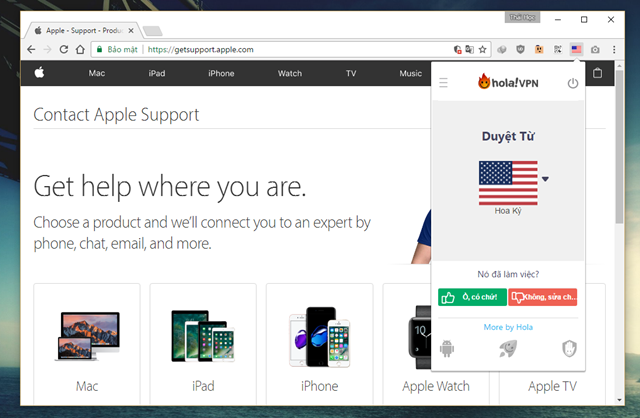 Thái Học
Apple - Support - Produc
Bảo mật
https://getsupport.apple.com
Mac
iPad
iPhone
Watch
TV
Music
hola!VPN
Contact Apple Support
Duyệt Từ
Hoa Kỳ
Get help where you are.
Choose a product and we'll connect you to an expert by
phone, chat, email, and more.
Nó đã làm việc?
Ồ, có chứ!
Không, sửa ch...
More by Hola
Mac
iPad
iPhone
Apple Watch
Apple TV